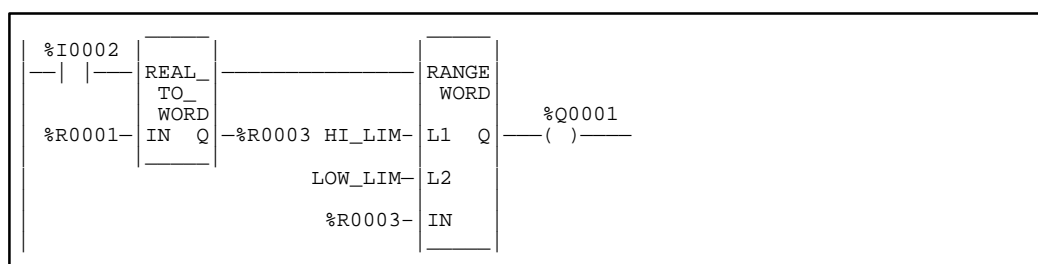 %I0002
REAL_ RANGE
TO_ WORD
WORD %Q0001
%R0001 IN Q %R0003 HI_LIM L1 Q ( )
LOW_LIM L2
%R0003 IN